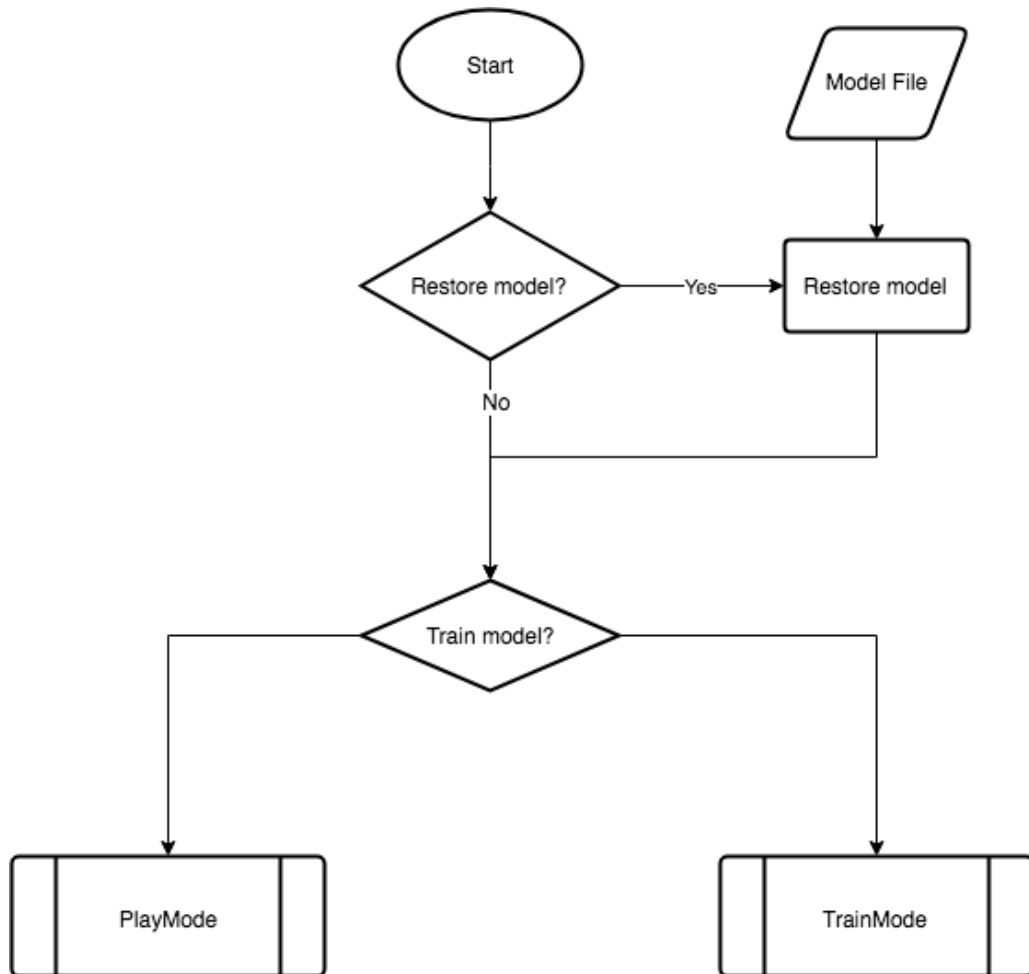 Start
Model File
Restore model?
Yes
Restore model
No
Train model?
PlayMode
TrainMode